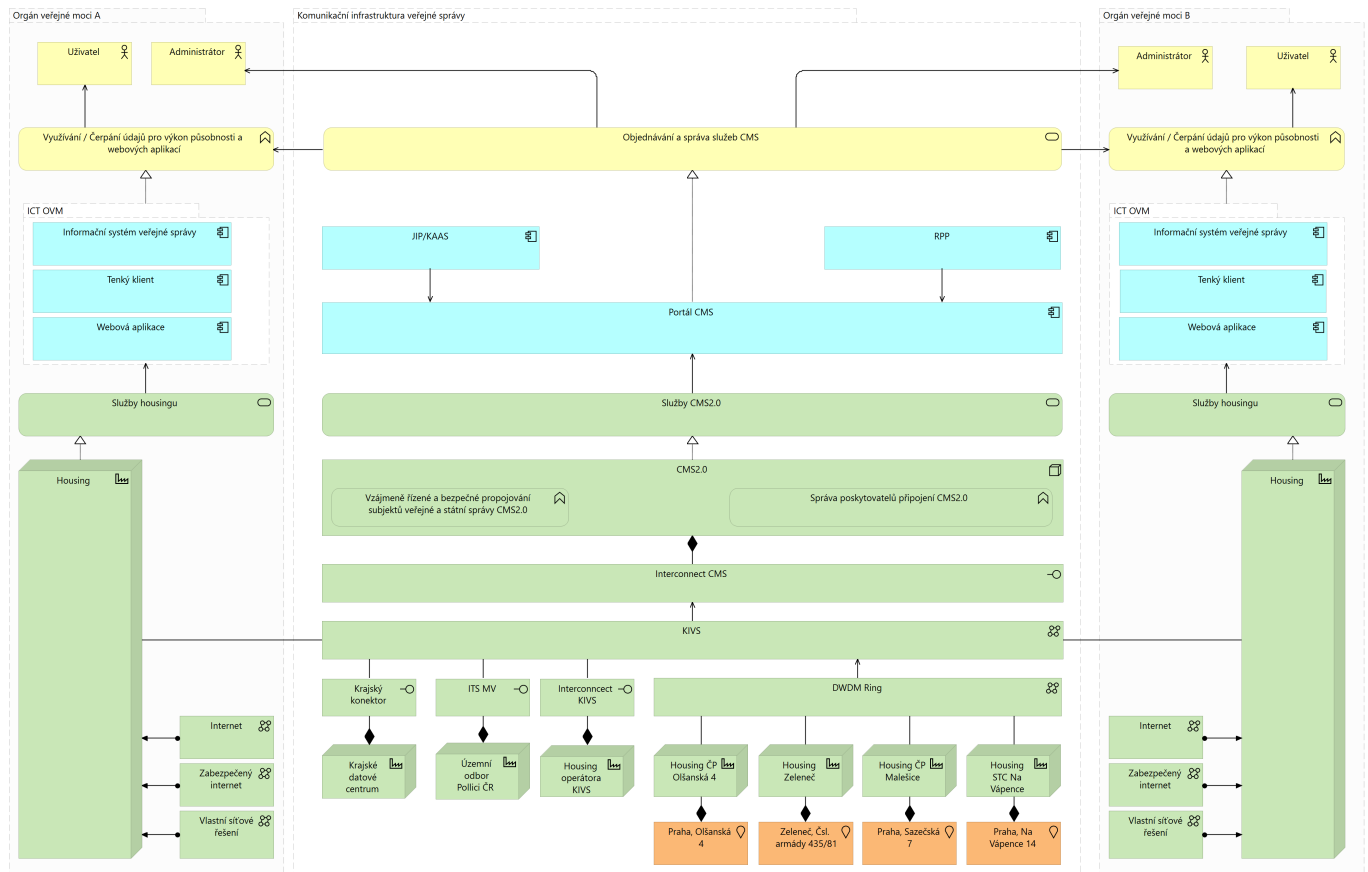 Orgán veřejné moci A
Komunikační infrastruktura veřejné správy
Orgán veřejné moci B
Uživatel
Administrátor
Administrátor
Uživatel
Využívání / Čerpání údajů pro výkon působnosti a
webových aplikací
Objednávání a správa služeb CMS
Využívání / Čerpání údajů pro výkon působnosti
a webových aplikací
ICT OVM
Informační systém veřejné správy
Tenký klient
Webová aplikace
JIP/KAAS
RPP
Portál CMS
ICT OVM
Informační systém veřejné správy
Tenký klient
Webová aplikace
Služby housingu
Služby CMS2.0
Služby housingu
Housing
CMS2.0
Vzájemně řízené a bezpečné propojování
subjektů veřejné a státní správy CMS2.0
Správa poskytovatelů připojení CMS2.0
Housing
Interconnect CMS
KIVS
Krajský
konektor
ITS MV
Interconncect
KIVS
DWDM Ring
Internet
Zabezpečený
internet
Vlastní síťové
řešení
Krajské
datové
centrum
Územní
odbor
Pollici ČR
Housing
operátora
KIVS
Housing ČP
Olšanská 4
Housing
Zeleneč
Housing ČP
Malešice
Housing
STC Na
Vápence
Praha, Olšanská
4
Zeleneč, Čsl.
armády 435/81
Praha, Sazečská
7
Praha, Na
Vápence 14
Internet
Zabezpečený
internet
Vlastní síťové
řešení